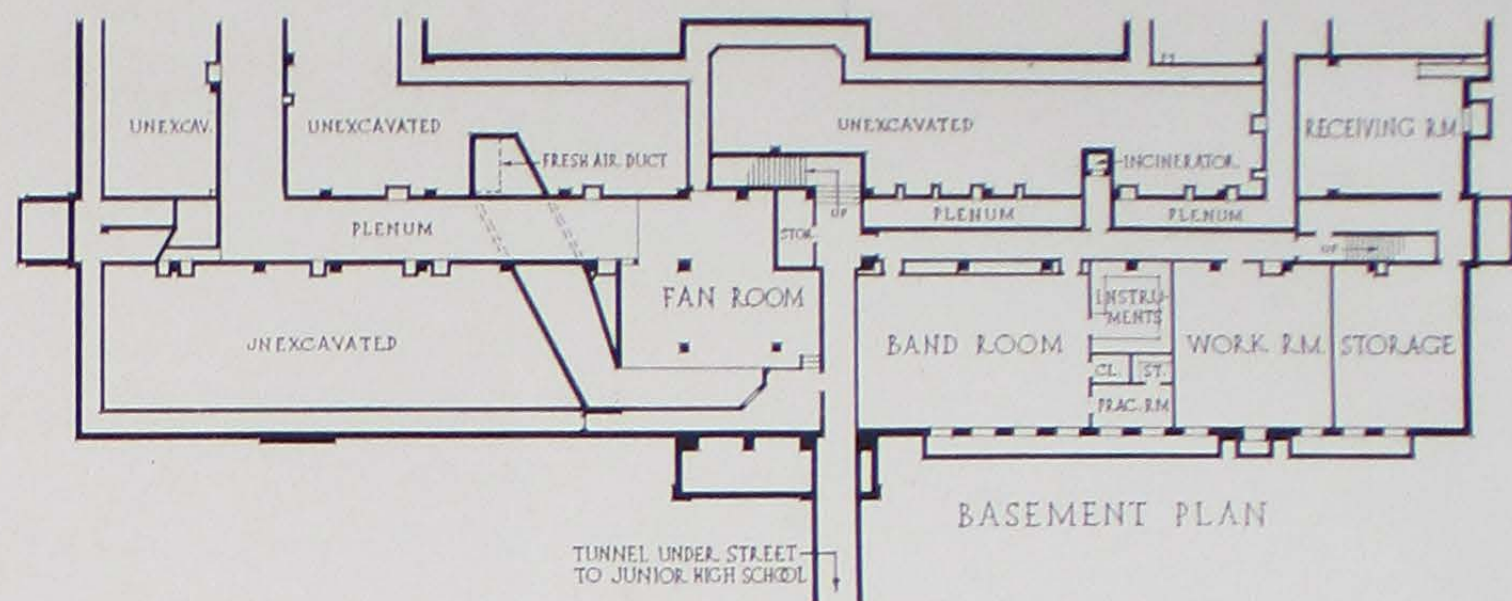 UNEXCAV.
UNEXCAVATED
UNEXCAVATED
RECEIVING RM.
FRESH AIR DUCT
INCINERATOR
PLENUM
STOR.
UP
PLENUM
PLENUM
UP
FAN ROOM
INSTRU-
MENTS
UNEXCAVATED
BAND ROOM
WORK RM.
STORAGE
CL.
ST.
PRAC. RM.
BASEMENT PLAN
TUNNEL UNDER STREET
TO JUNIOR HIGH SCHOOL